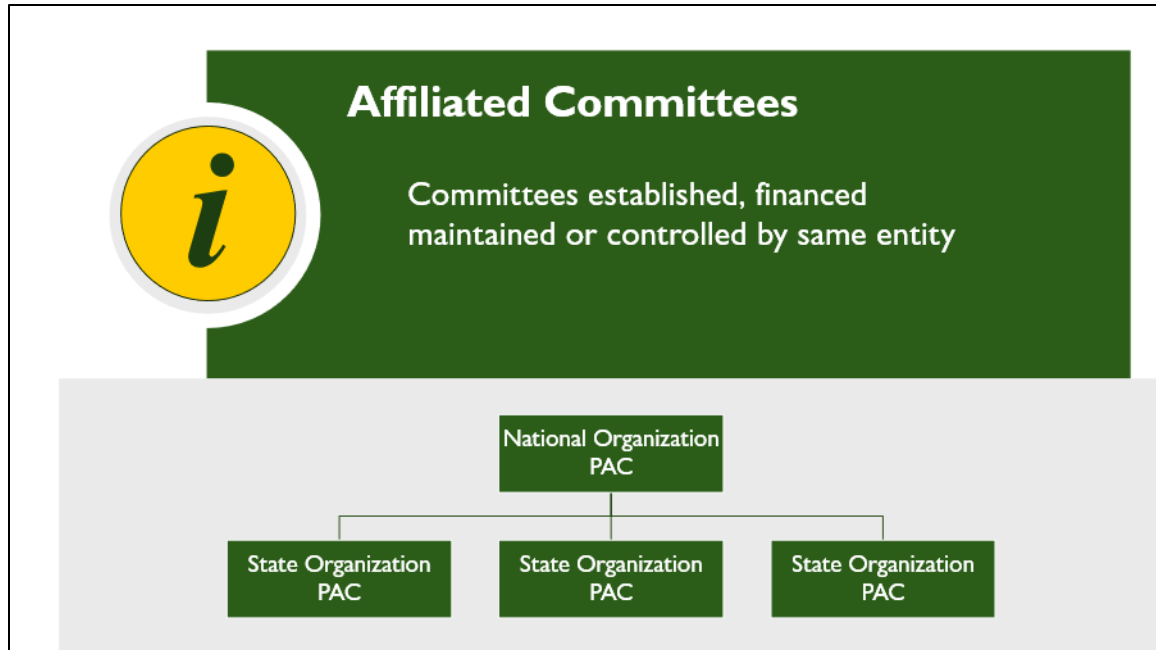 Affiliated Committees
i
Committees established, financed
maintained or controlled by same entity
National Organization
PAC
State Organization
PAC
State Organization
PAC
State Organization
PAC